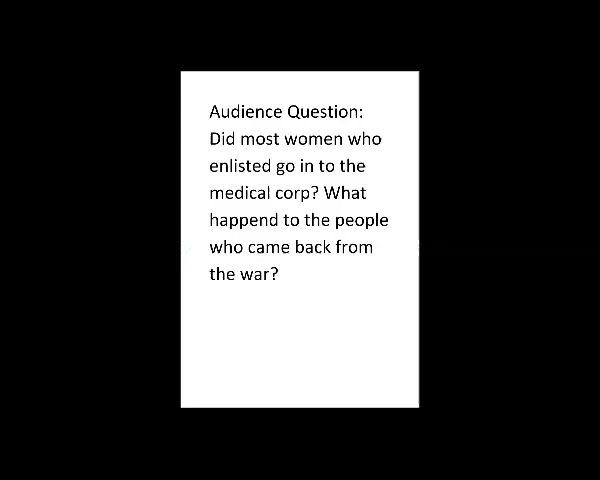 Audience Question:
Did most women who
enlisted go in to the
medical corp? What
happend to the people
who came back from
the war?